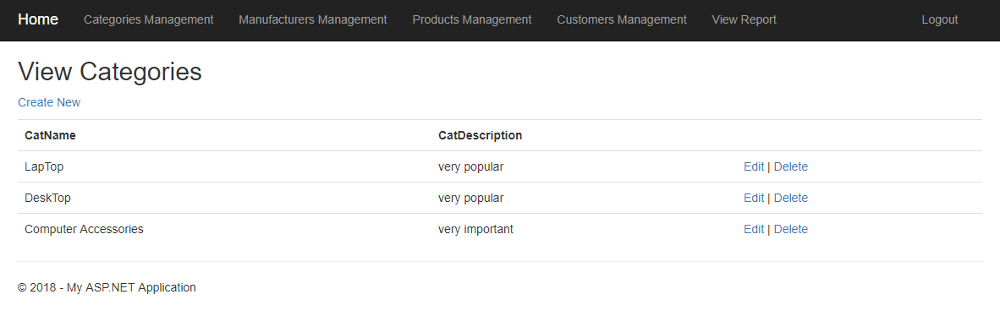 Home Categories Management Manufacturers Management Products Management Customers Management View Report Logout
View Categories
Create New
CatName CatDescription
LapTop very popular Edit | Delete
DeskTop very popular Edit | Delete
Computer Accessories very important Edit | Delete
© 2018 - My ASP.NET Application